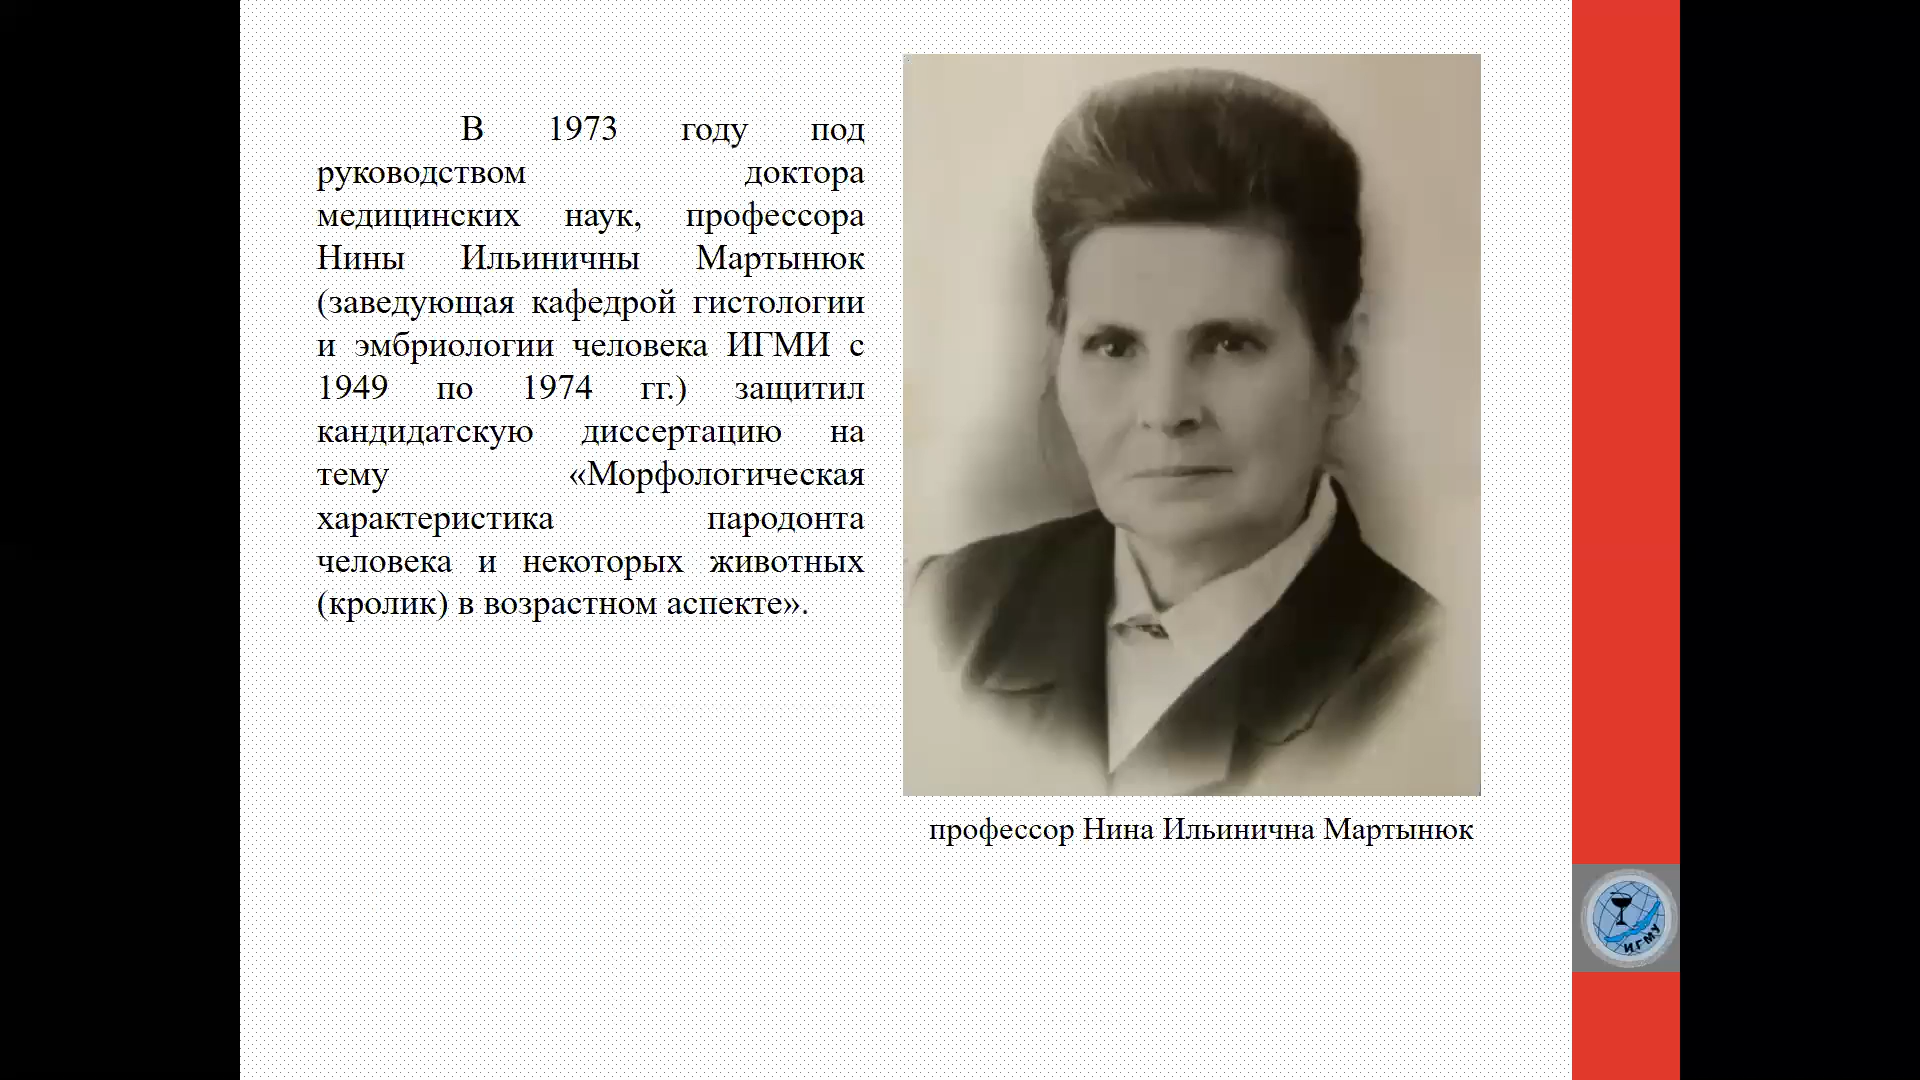 В 1973 году под
руководством доктора
медицинских наук, профессора
Нины Ильиничны Мартынюк
(заведующая кафедрой гистологии
и эмбриологии человека ИГМИ с
1949 по 1974 гг.) защитил
кандидатскую диссертацию на
тему «Морфологическая
характеристика пародонта
человека и некоторых животных
(кролик) в возрастном аспекте».
профессор Нина Ильинична Мартынюк
ИГМУ